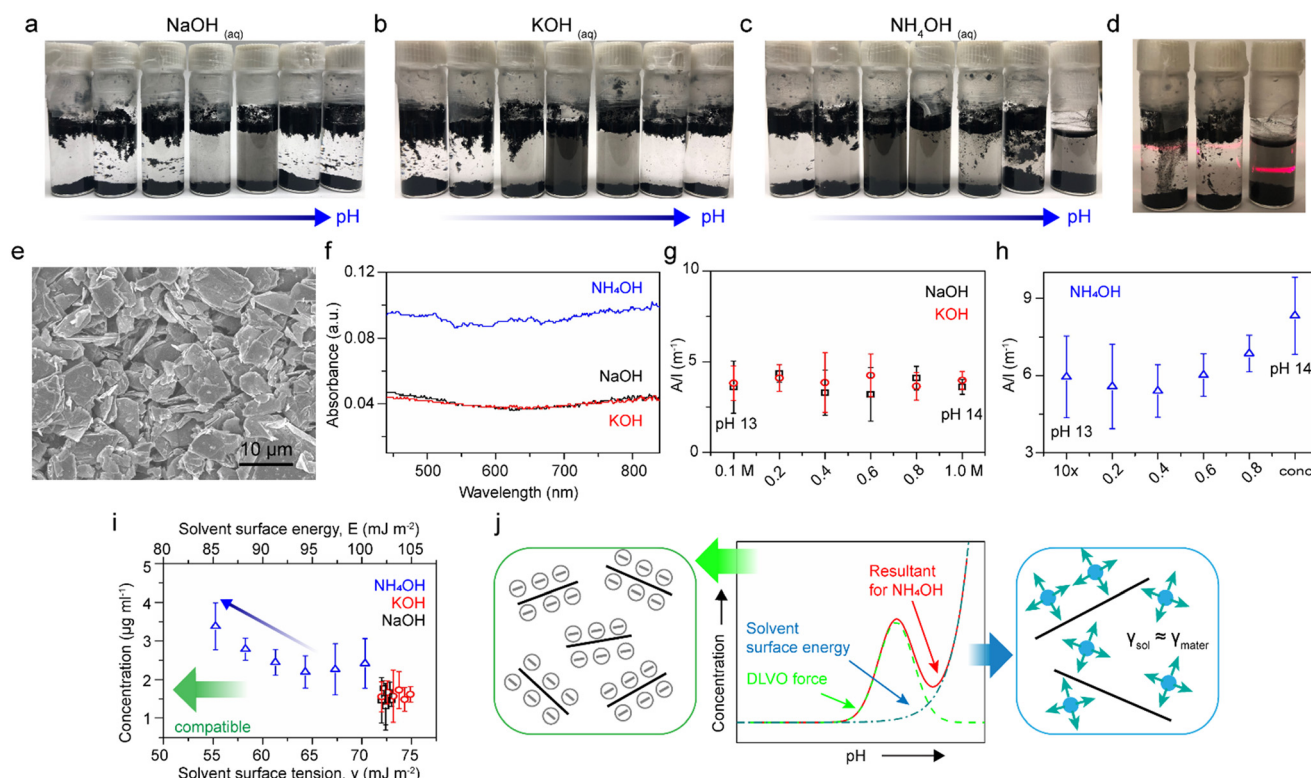 a
NaOH (aq)
b
KOH (aq)
c
NH₄OH (aq)
d
pH
pH
pH
e
10 μm
f
0.12
0.08
0.04
Absorbance (a.u.)
NH₄OH
NaOH
KOH
500
600
700
800
Wavelength (nm)
g
10
5
0
A/l (m⁻¹)
NaOH
KOH
pH 13
pH 14
0.1 M
0.2
0.4
0.6
0.8
1.0 M
h
9
6
3
A/l (m⁻¹)
NH₄OH
pH 13
pH 14
10x
0.2
0.4
0.6
0.8
conc
i
Solvent surface energy, E (mJ m⁻²)
80
85
90
95
100
105
5
4
3
2
1
Concentration (μg ml⁻¹)
NH₄OH
KOH
NaOH
compatible
50
55
60
65
70
75
Solvent surface tension, γ (mJ m⁻²)
j
Concentration
Resultant
for NH₄OH
Solvent
surface energy
DLVO force
pH
γsol ≈ γmater